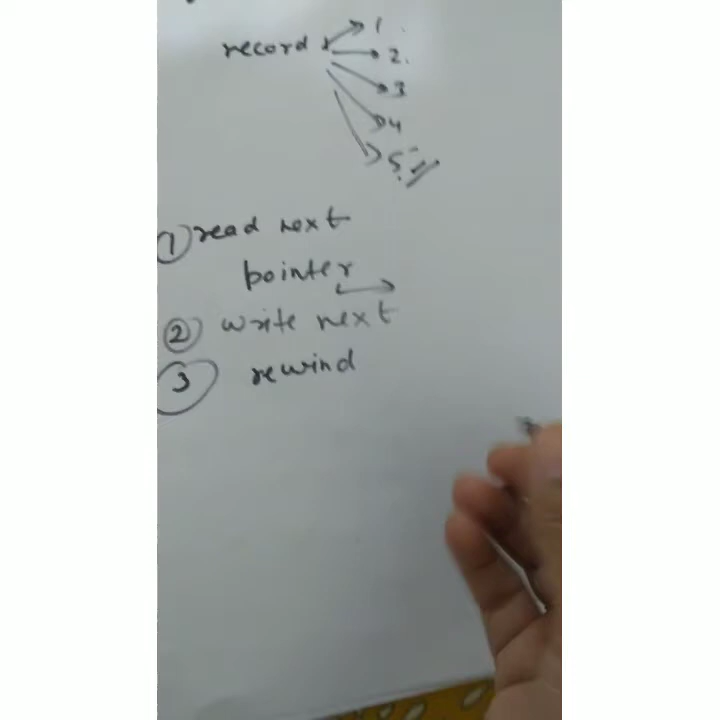 record 1.
2.
3
4
5.
1 read next
pointer
2 write next
3 rewind